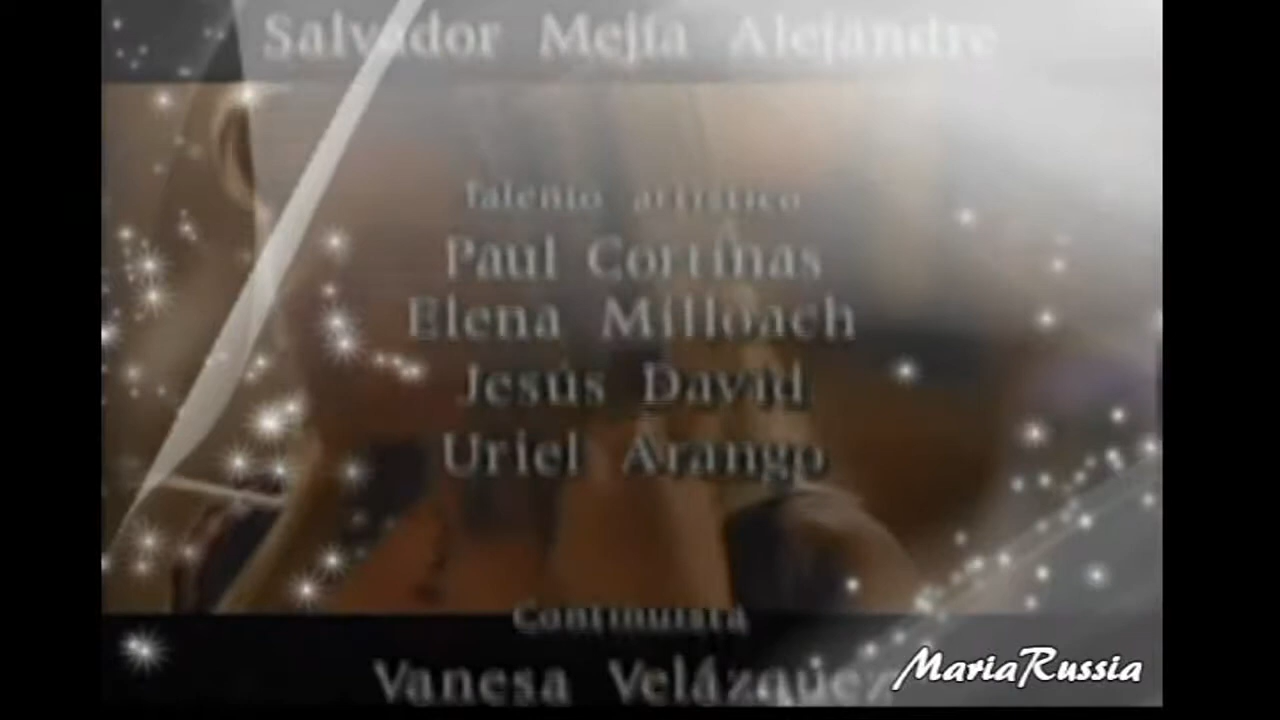 Salvador Mejía Alejandre
Talento artístico
Paul Cortinas
Elena Milloach
Jesús David
Uriel Arango
Continuista
Vanesa Velázquez
MariaRussia